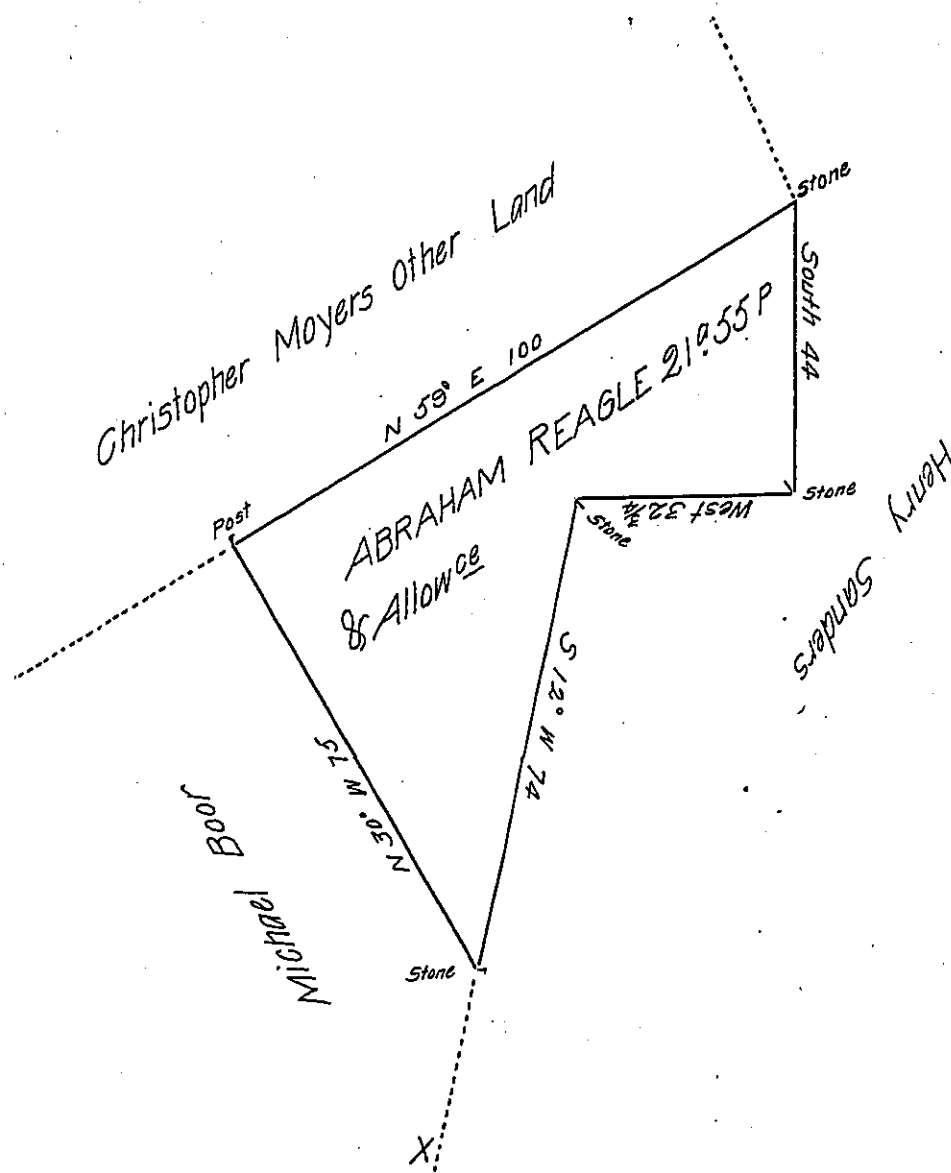 Stone
Christopher Moyers Other Land
South 44
N 59° E 100
ABRAHAM REAGLE 21a. 55 P
& Allowce
Henry Sanders
Stone
West 32 3/4
Stone
Post
S 12° W 74
N 30° W 75
Michael Boor
Stone
X